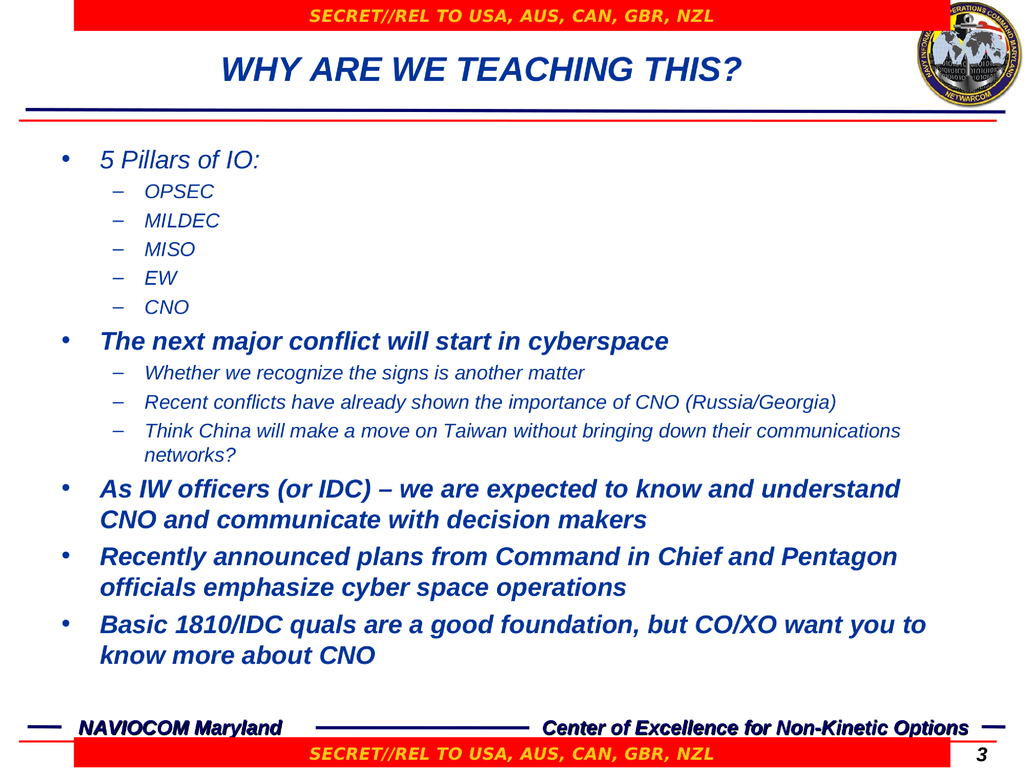 SECRET//REL TO USA, AUS, CAN, GBR, NZL
WHY ARE WE TEACHING THIS?
NETWARCOM
• 5 Pillars of IO:
– OPSEC
– MILDEC
– MISO
– EW
– CNO
• The next major conflict will start in cyberspace
– Whether we recognize the signs is another matter
– Recent conflicts have already shown the importance of CNO (Russia/Georgia)
– Think China will make a move on Taiwan without bringing down their communications
networks?
• As IW officers (or IDC) – we are expected to know and understand
CNO and communicate with decision makers
• Recently announced plans from Command in Chief and Pentagon
officials emphasize cyber space operations
• Basic 1810/IDC quals are a good foundation, but CO/XO want you to
know more about CNO
NAVIOCOM Maryland
Center of Excellence for Non-Kinetic Options
SECRET//REL TO USA, AUS, CAN, GBR, NZL
3